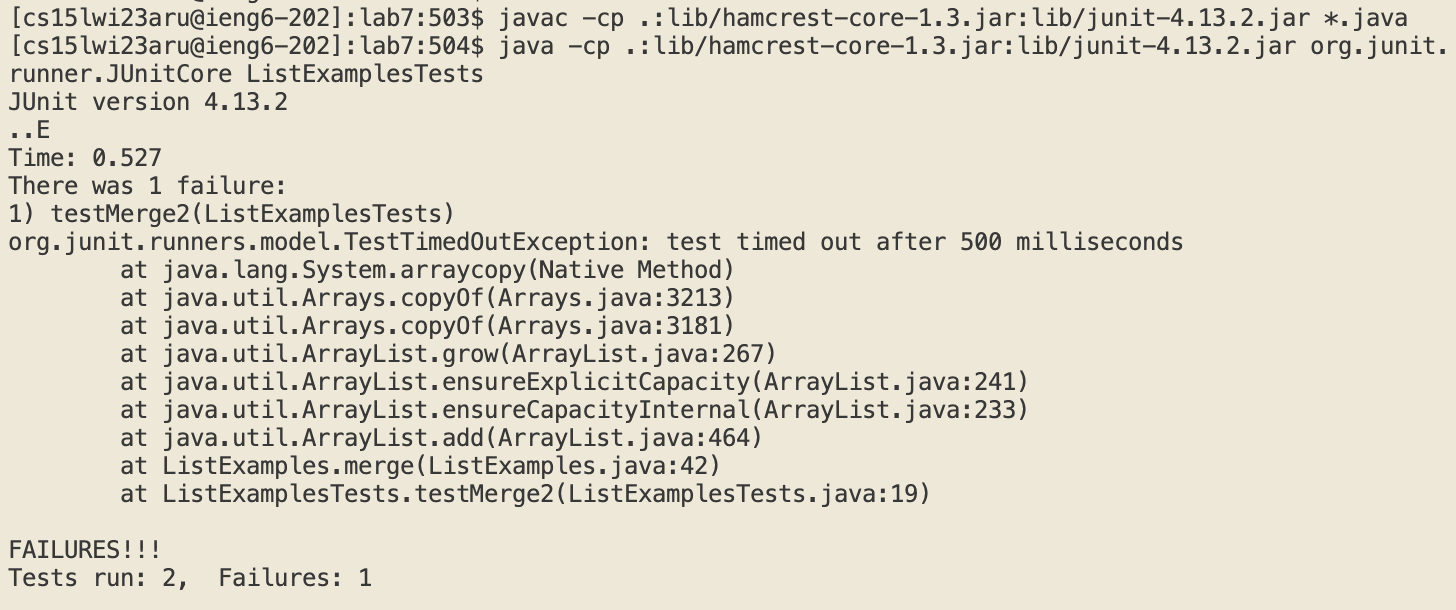 [cs15lwi23aru@ieng6-202]:lab7:503$ javac -cp .:lib/hamcrest-core-1.3.jar:lib/junit-4.13.2.jar *.java
[cs15lwi23aru@ieng6-202]:lab7:504$ java -cp .:lib/hamcrest-core-1.3.jar:lib/junit-4.13.2.jar org.junit.
runner.JUnitCore ListExamplesTests
JUnit version 4.13.2
..E
Time: 0.527
There was 1 failure:
1) testMerge2(ListExamplesTests)
org.junit.runners.model.TestTimedOutException: test timed out after 500 milliseconds
        at java.lang.System.arraycopy(Native Method)
        at java.util.Arrays.copyOf(Arrays.java:3213)
        at java.util.Arrays.copyOf(Arrays.java:3181)
        at java.util.ArrayList.grow(ArrayList.java:267)
        at java.util.ArrayList.ensureExplicitCapacity(ArrayList.java:241)
        at java.util.ArrayList.ensureCapacityInternal(ArrayList.java:233)
        at java.util.ArrayList.add(ArrayList.java:464)
        at ListExamples.merge(ListExamples.java:42)
        at ListExamplesTests.testMerge2(ListExamplesTests.java:19)

FAILURES!!!
Tests run: 2,  Failures: 1